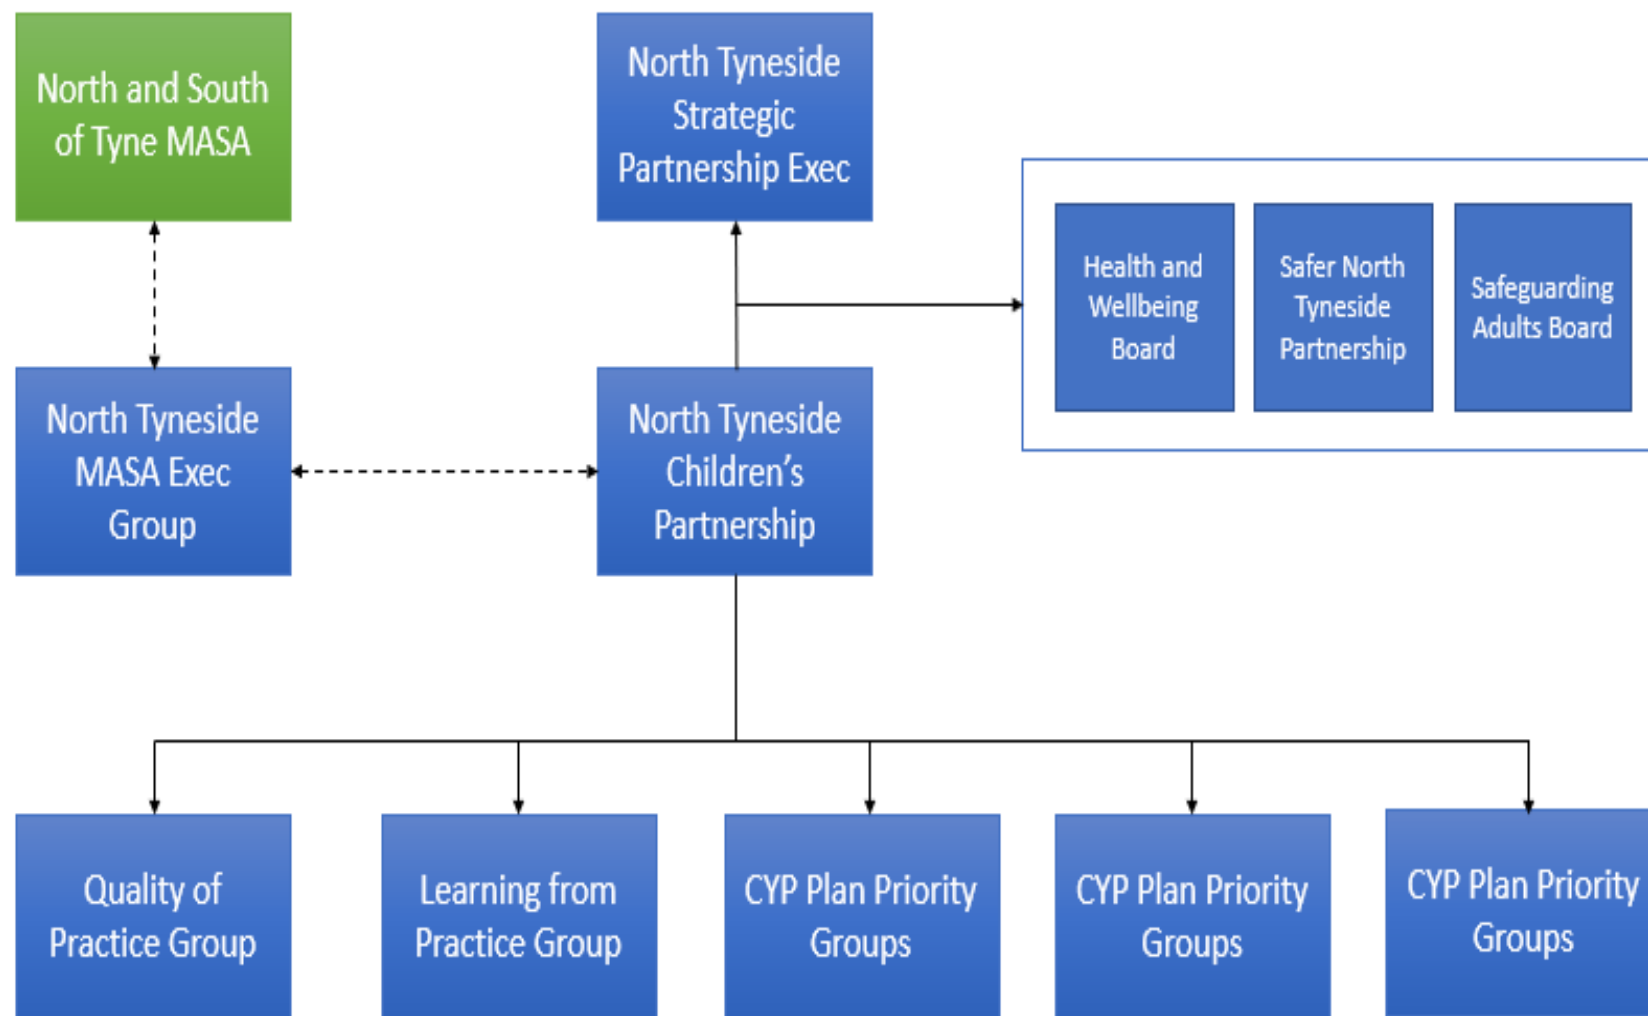 North and South
of Tyne MASA
North Tyneside
Strategic
Partnership Exec
Health and
Wellbeing
Board
Safer North
Tyneside
Partnership
Safeguarding
Adults Board
North Tyneside
MASA Exec
Group
North Tyneside
Children’s
Partnership
Quality of
Practice Group
Learning from
Practice Group
CYP Plan Priority
Groups
CYP Plan Priority
Groups
CYP Plan Priority
Groups